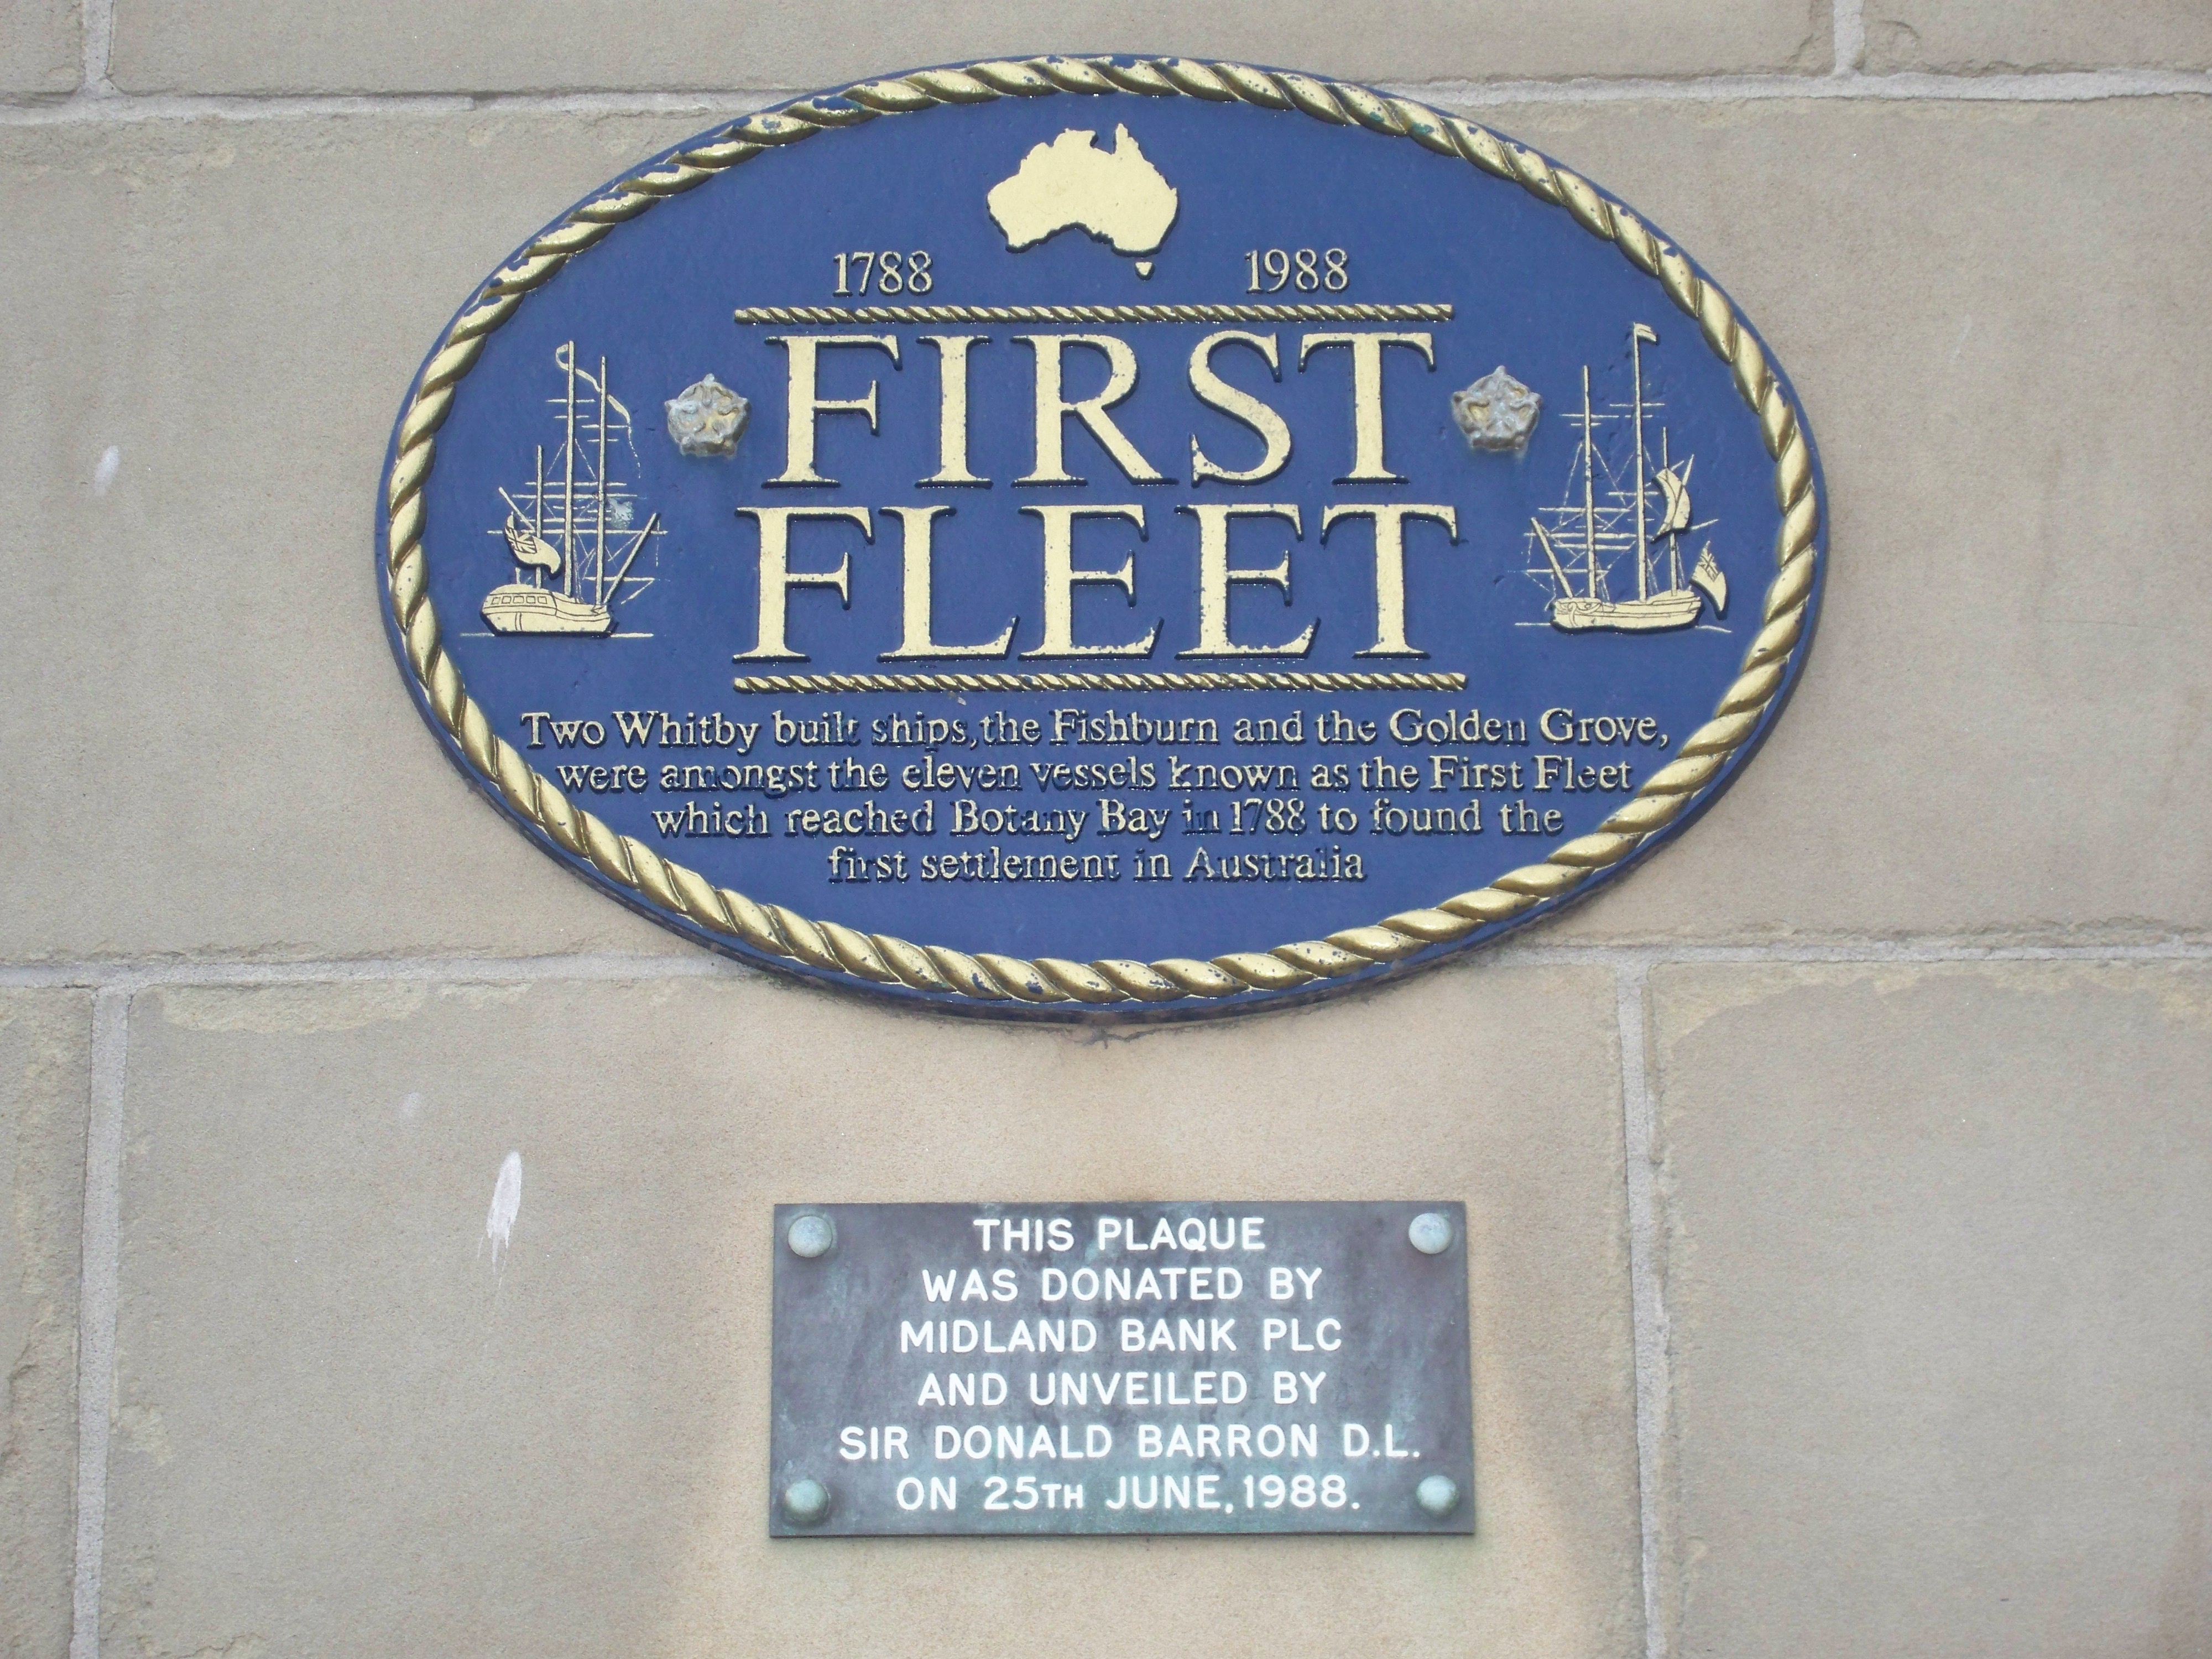 1788 1988
FIRST
FLEET
Two Whitby built ships, the Fishburn and the Golden Grove,
were amongst the eleven vessels known as the First Fleet
which reached Botany Bay in 1788 to found the
first settlement in Australia
THIS PLAQUE
WAS DONATED BY
MIDLAND BANK PLC
AND UNVEILED BY
SIR DONALD BARRON D.L.
ON 25TH JUNE, 1988.